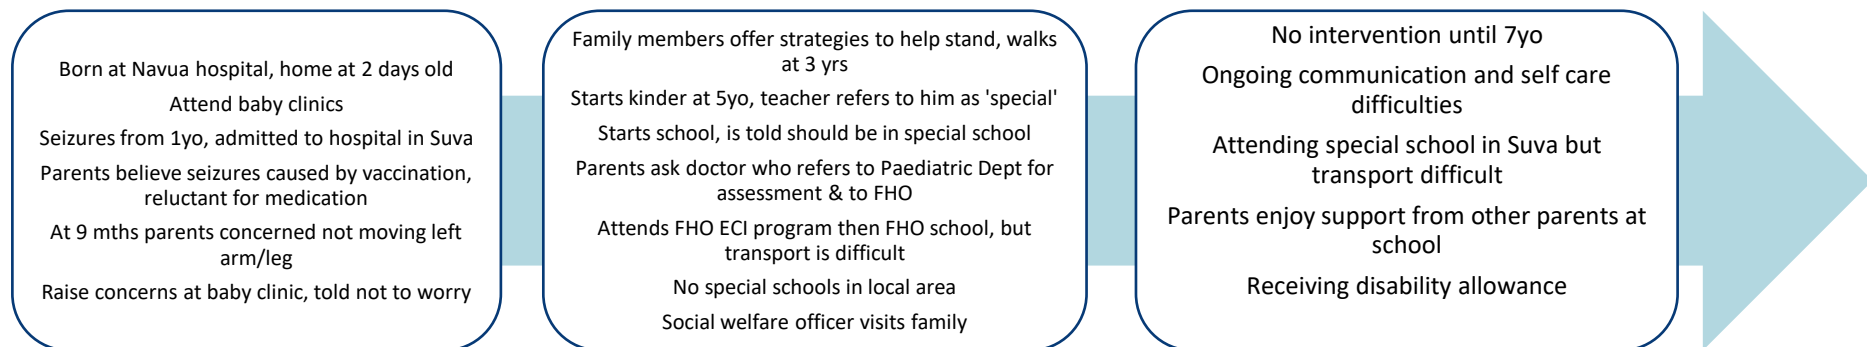 Born at Navua hospital, home at 2 days old
Attend baby clinics
Seizures from 1yo, admitted to hospital in Suva
Parents believe seizures caused by vaccination,
reluctant for medication
At 9 mths parents concerned not moving left
arm/leg
Raise concerns at baby clinic, told not to worry
Family members offer strategies to help stand, walks
at 3 yrs
Starts kinder at 5yo, teacher refers to him as 'special'
Starts school, is told should be in special school
Parents ask doctor who refers to Paediatric Dept for
assessment & to FHO
Attends FHO ECI program then FHO school, but
transport is difficult
No special schools in local area
Social welfare officer visits family
No intervention until 7yo
Ongoing communication and self care
difficulties
Attending special school in Suva but
transport difficult
Parents enjoy support from other parents at
school
Receiving disability allowance